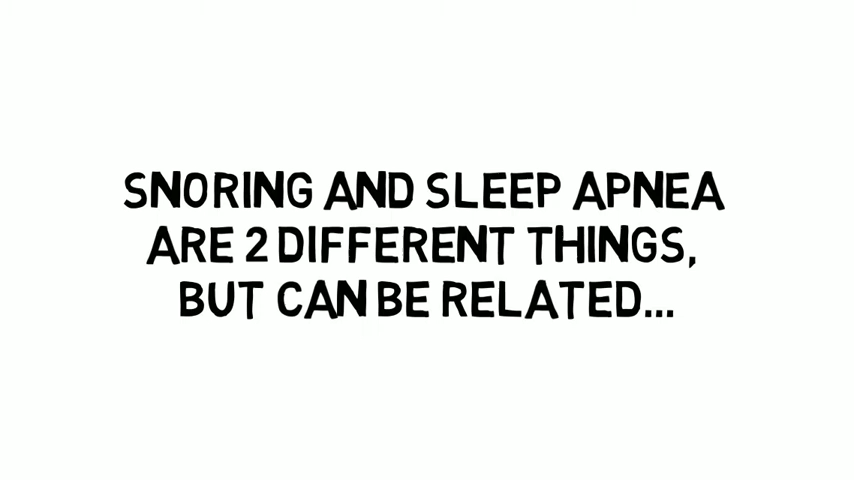 SNORING AND SLEEP APNEA
ARE 2 DIFFERENT THINGS,
BUT CAN BE RELATED...